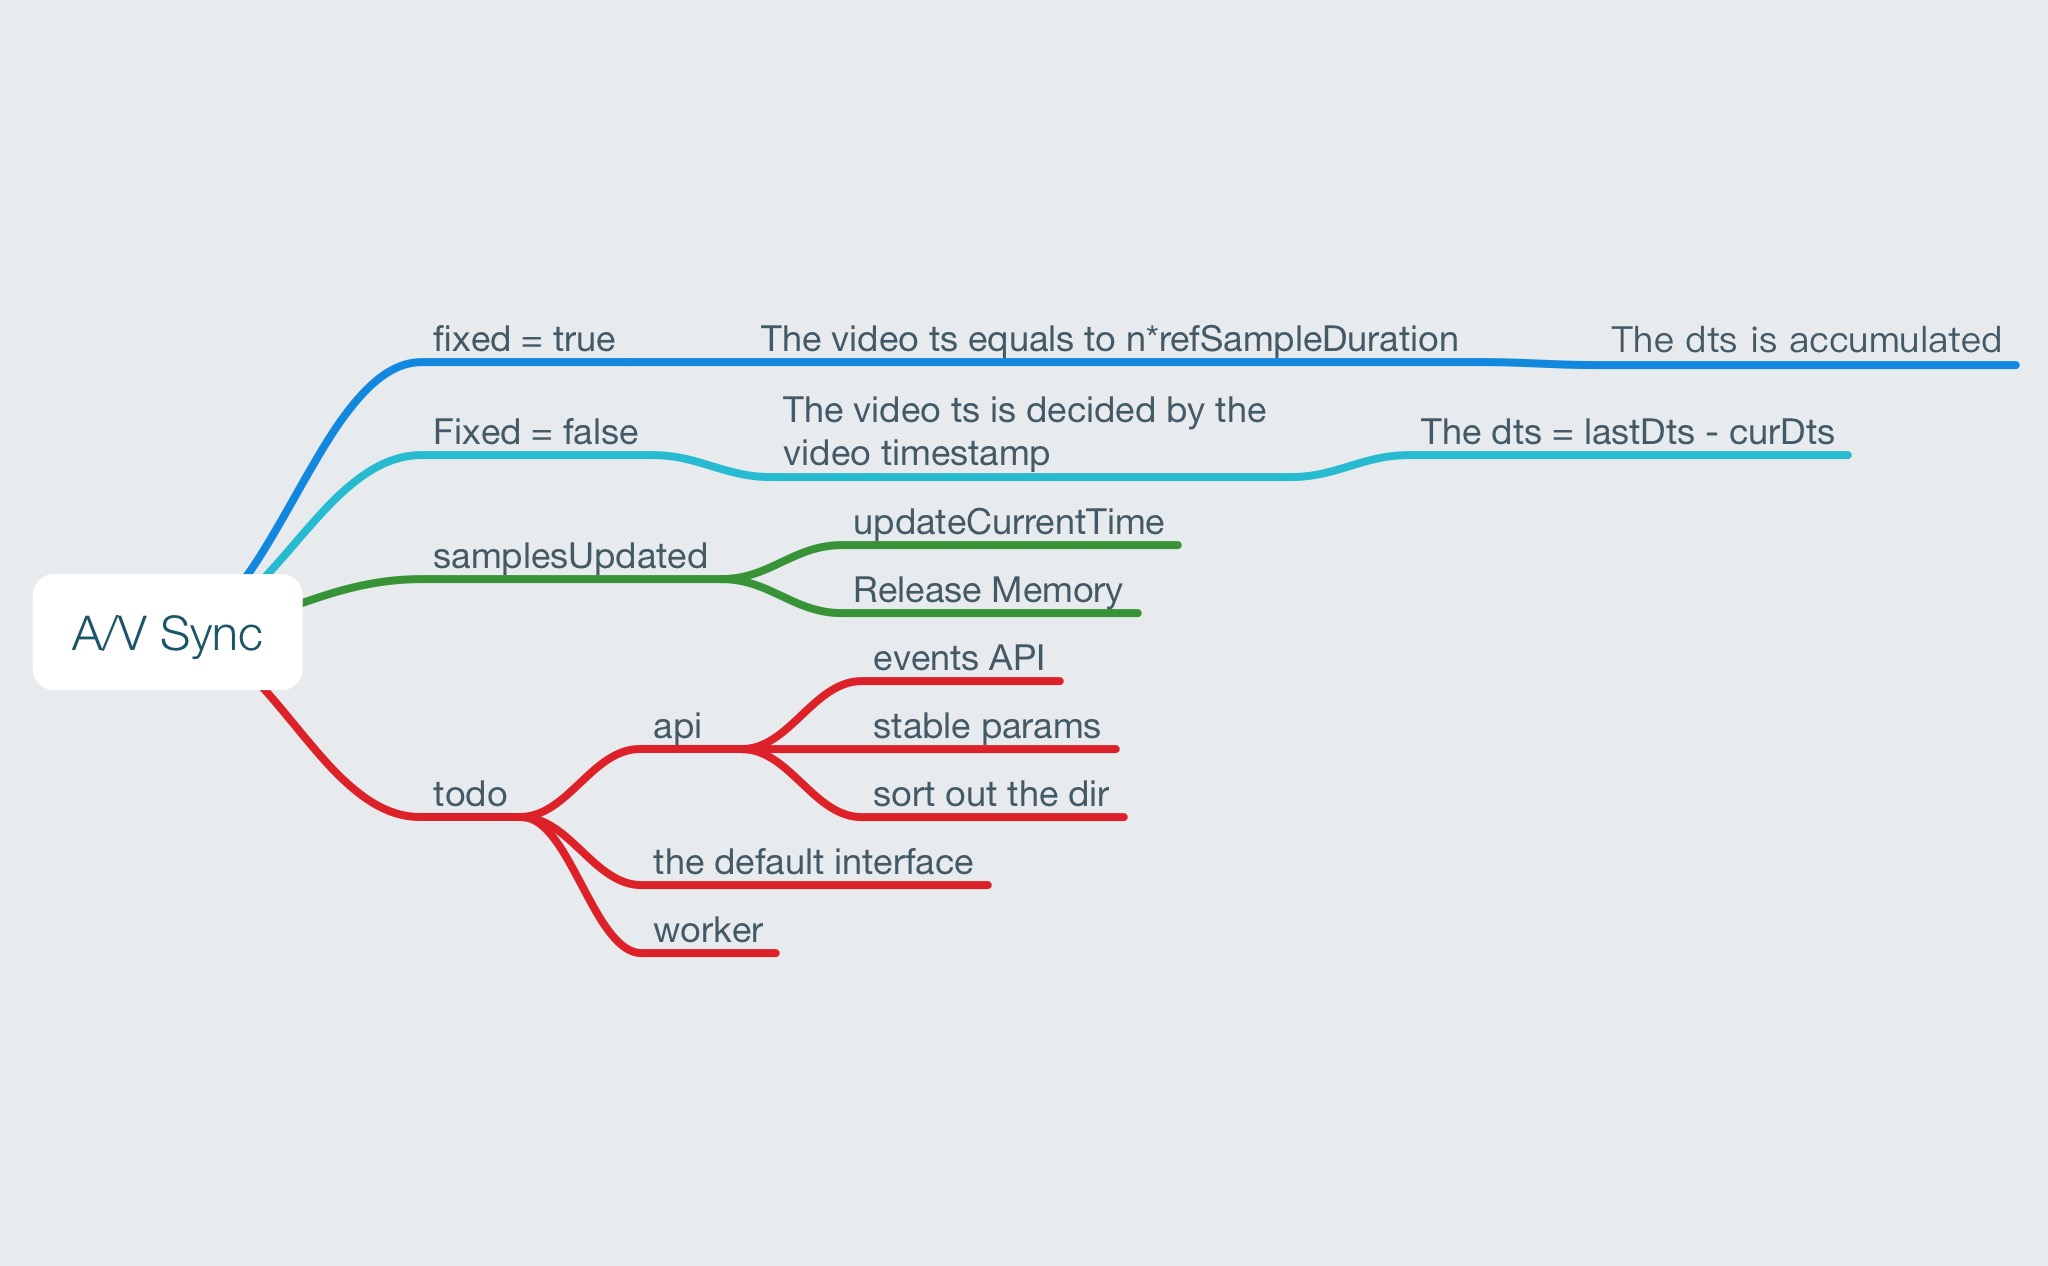 fixed = true
The video ts equals to n*refSampleDuration
The dts is accumulated
Fixed = false
The video ts is decided by the
video timestamp
The dts = lastDts - curDts
samplesUpdated
updateCurrentTime
Release Memory
A/V Sync
todo
api
events API
stable params
sort out the dir
the default interface
worker